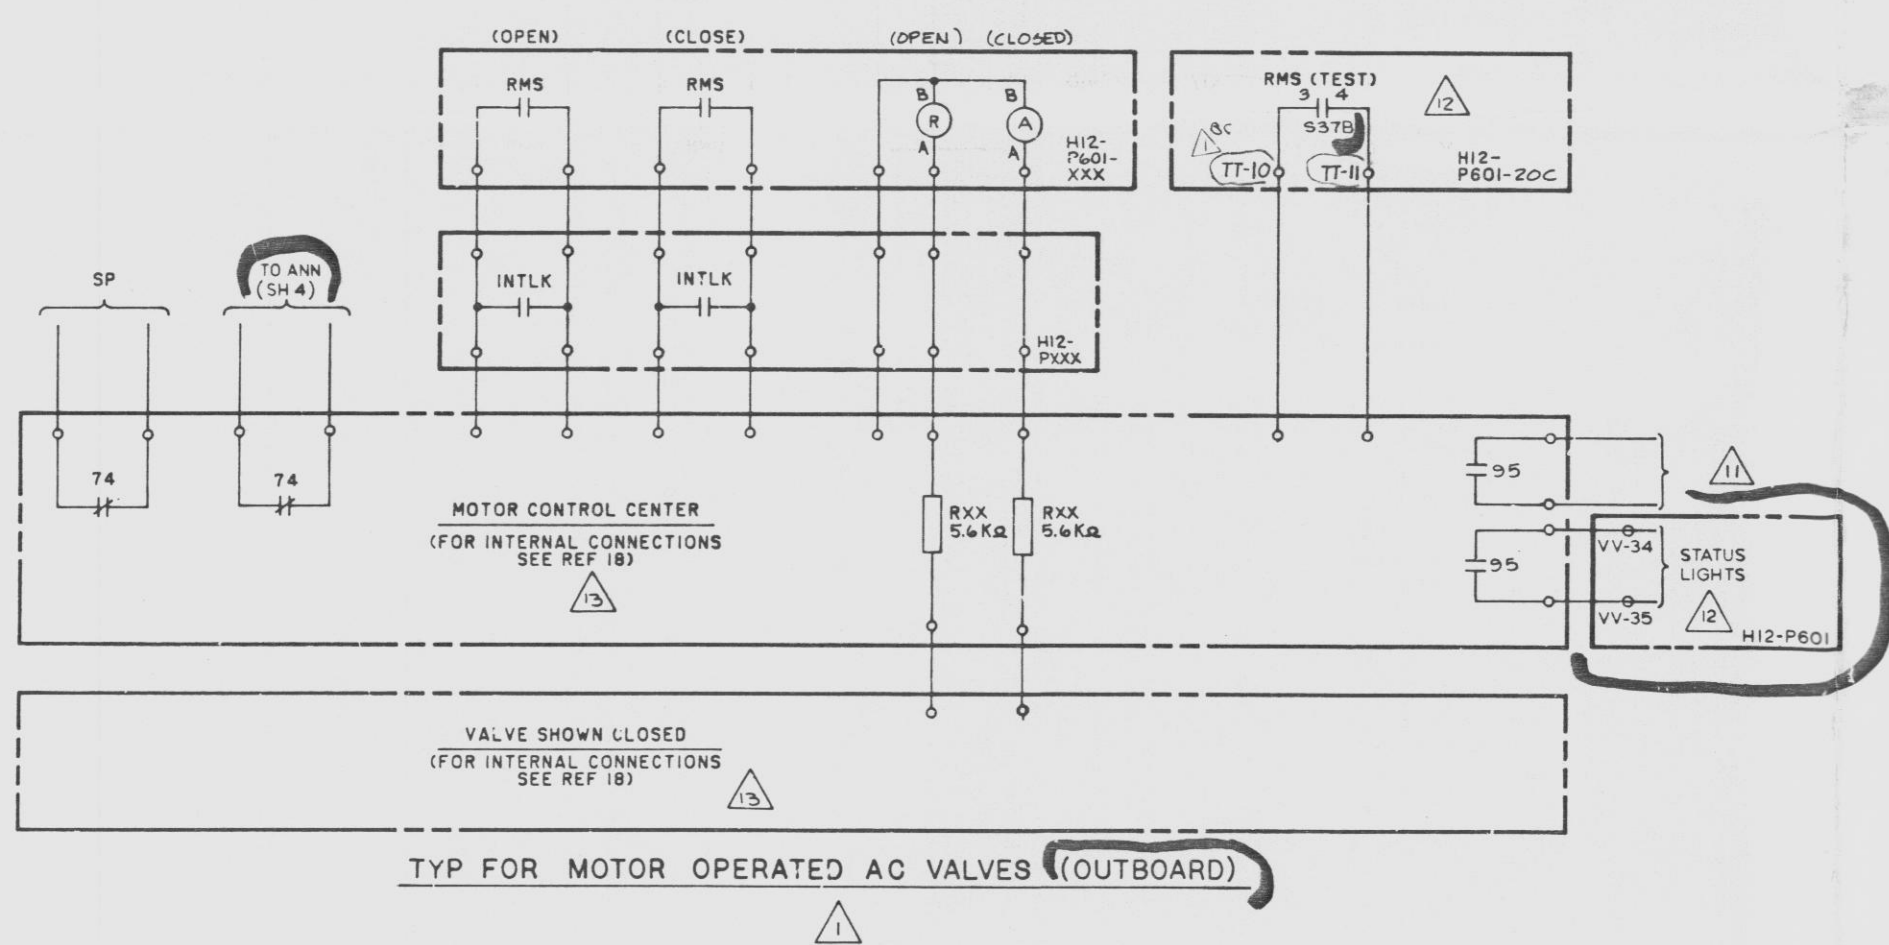 (OPEN) (CLOSE) (OPEN) (CLOSED)
RMS RMS
B R A
B A A
H12-
P601-
XXX
RMS (TEST)
3 4
S37B
12
1 BC
TT-10 TT-11
H12-
P601-20C
SP
TO ANN
(SH 4)
INTLK INTLK
H12-
PXXX
74 74
MOTOR CONTROL CENTER
(FOR INTERNAL CONNECTIONS
SEE REF 18)
13
RXX
5.6KΩ
RXX
5.6KΩ
95
11
95
VV-34
STATUS
LIGHTS
12
VV-35
H12-P601
VALVE SHOWN CLOSED
(FOR INTERNAL CONNECTIONS
SEE REF 18)
13
TYP FOR MOTOR OPERATED AC VALVES (OUTBOARD)
1